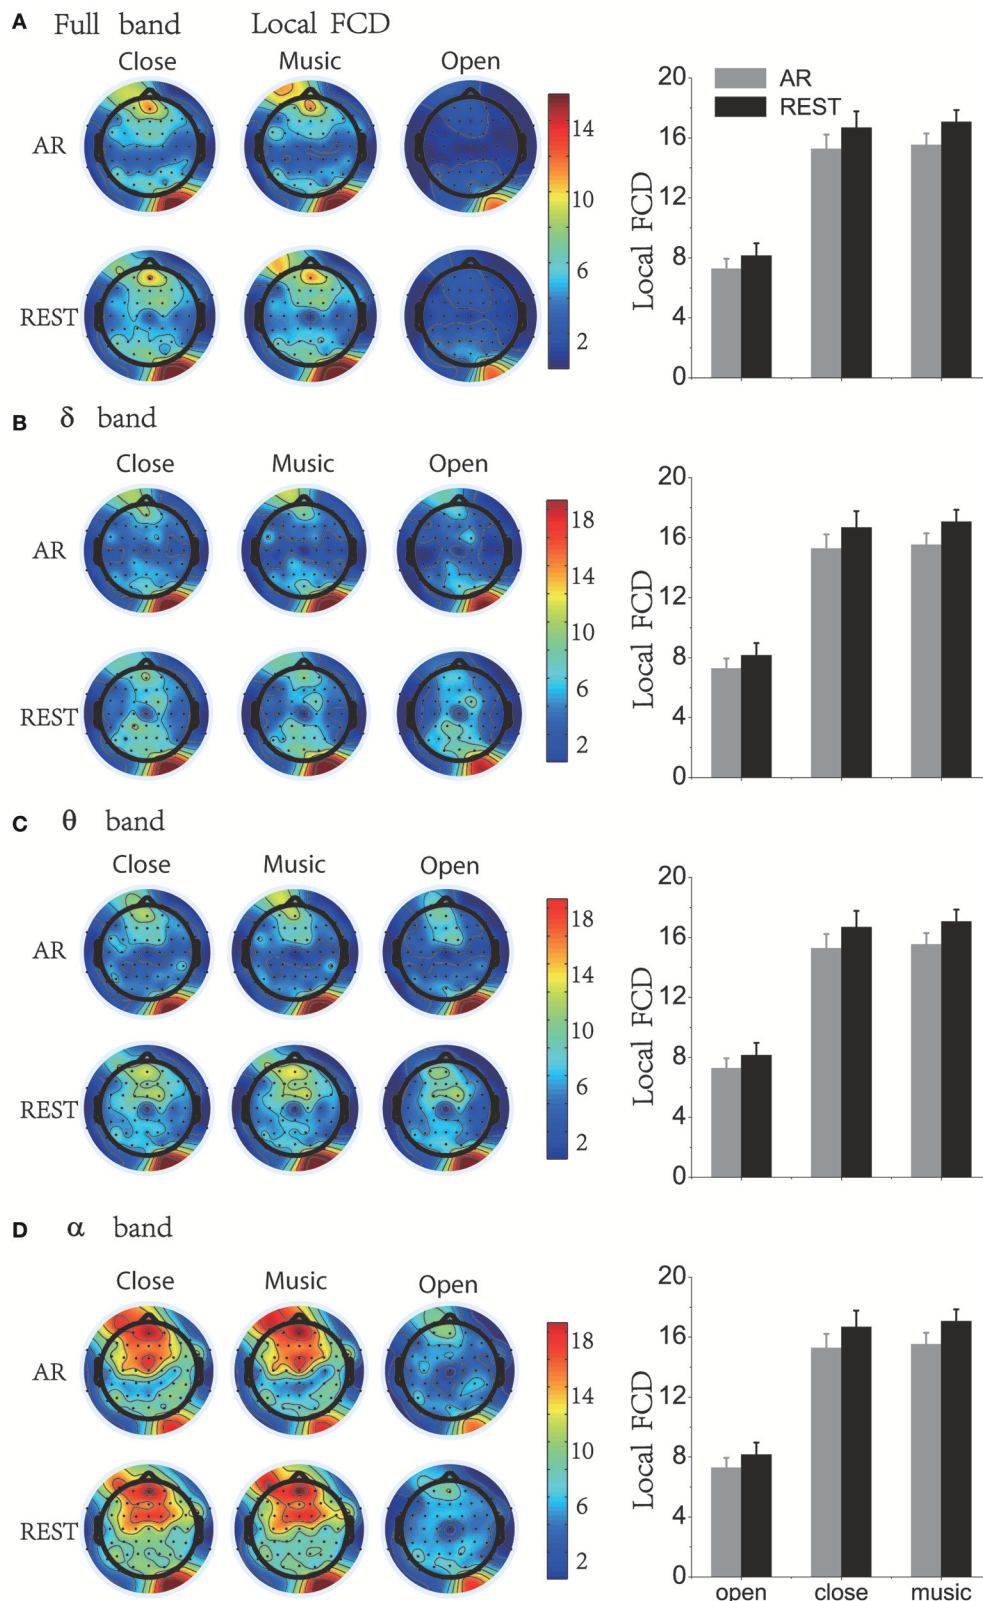 A Full band Local FCD
Close Music Open
AR
REST
14
10
6
2
20
16
12
8
4
0
Local FCD
AR
REST
B δ band
Close Music Open
AR
REST
18
14
10
6
2
20
16
12
8
4
0
Local FCD
C θ band
Close Music Open
AR
REST
18
14
10
6
2
20
16
12
8
4
0
Local FCD
D α band
Close Music Open
AR
REST
18
14
10
6
2
20
16
12
8
4
0
Local FCD
open close music